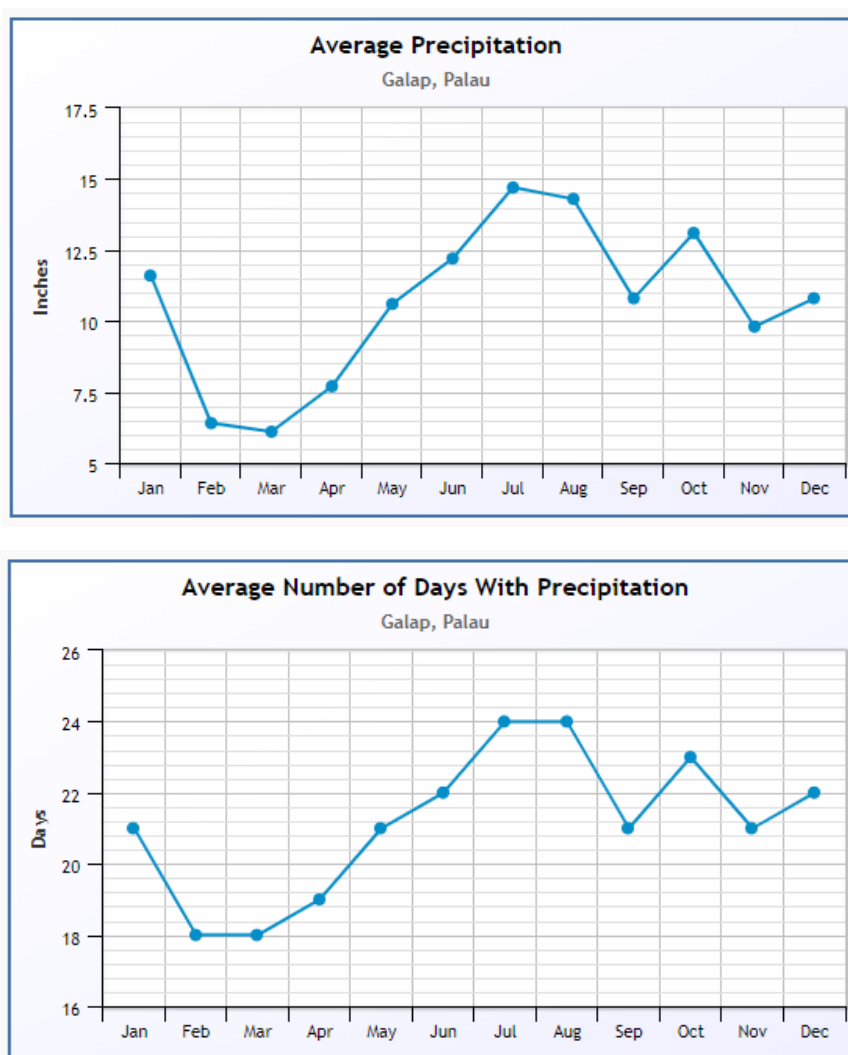 Average Precipitation
Galap, Palau
17.5
15
12.5
10
7.5
5
Inches
Jan Feb Mar Apr May Jun Jul Aug Sep Oct Nov Dec
Average Number of Days With Precipitation
Galap, Palau
26
24
22
20
18
16
Days
Jan Feb Mar Apr May Jun Jul Aug Sep Oct Nov Dec